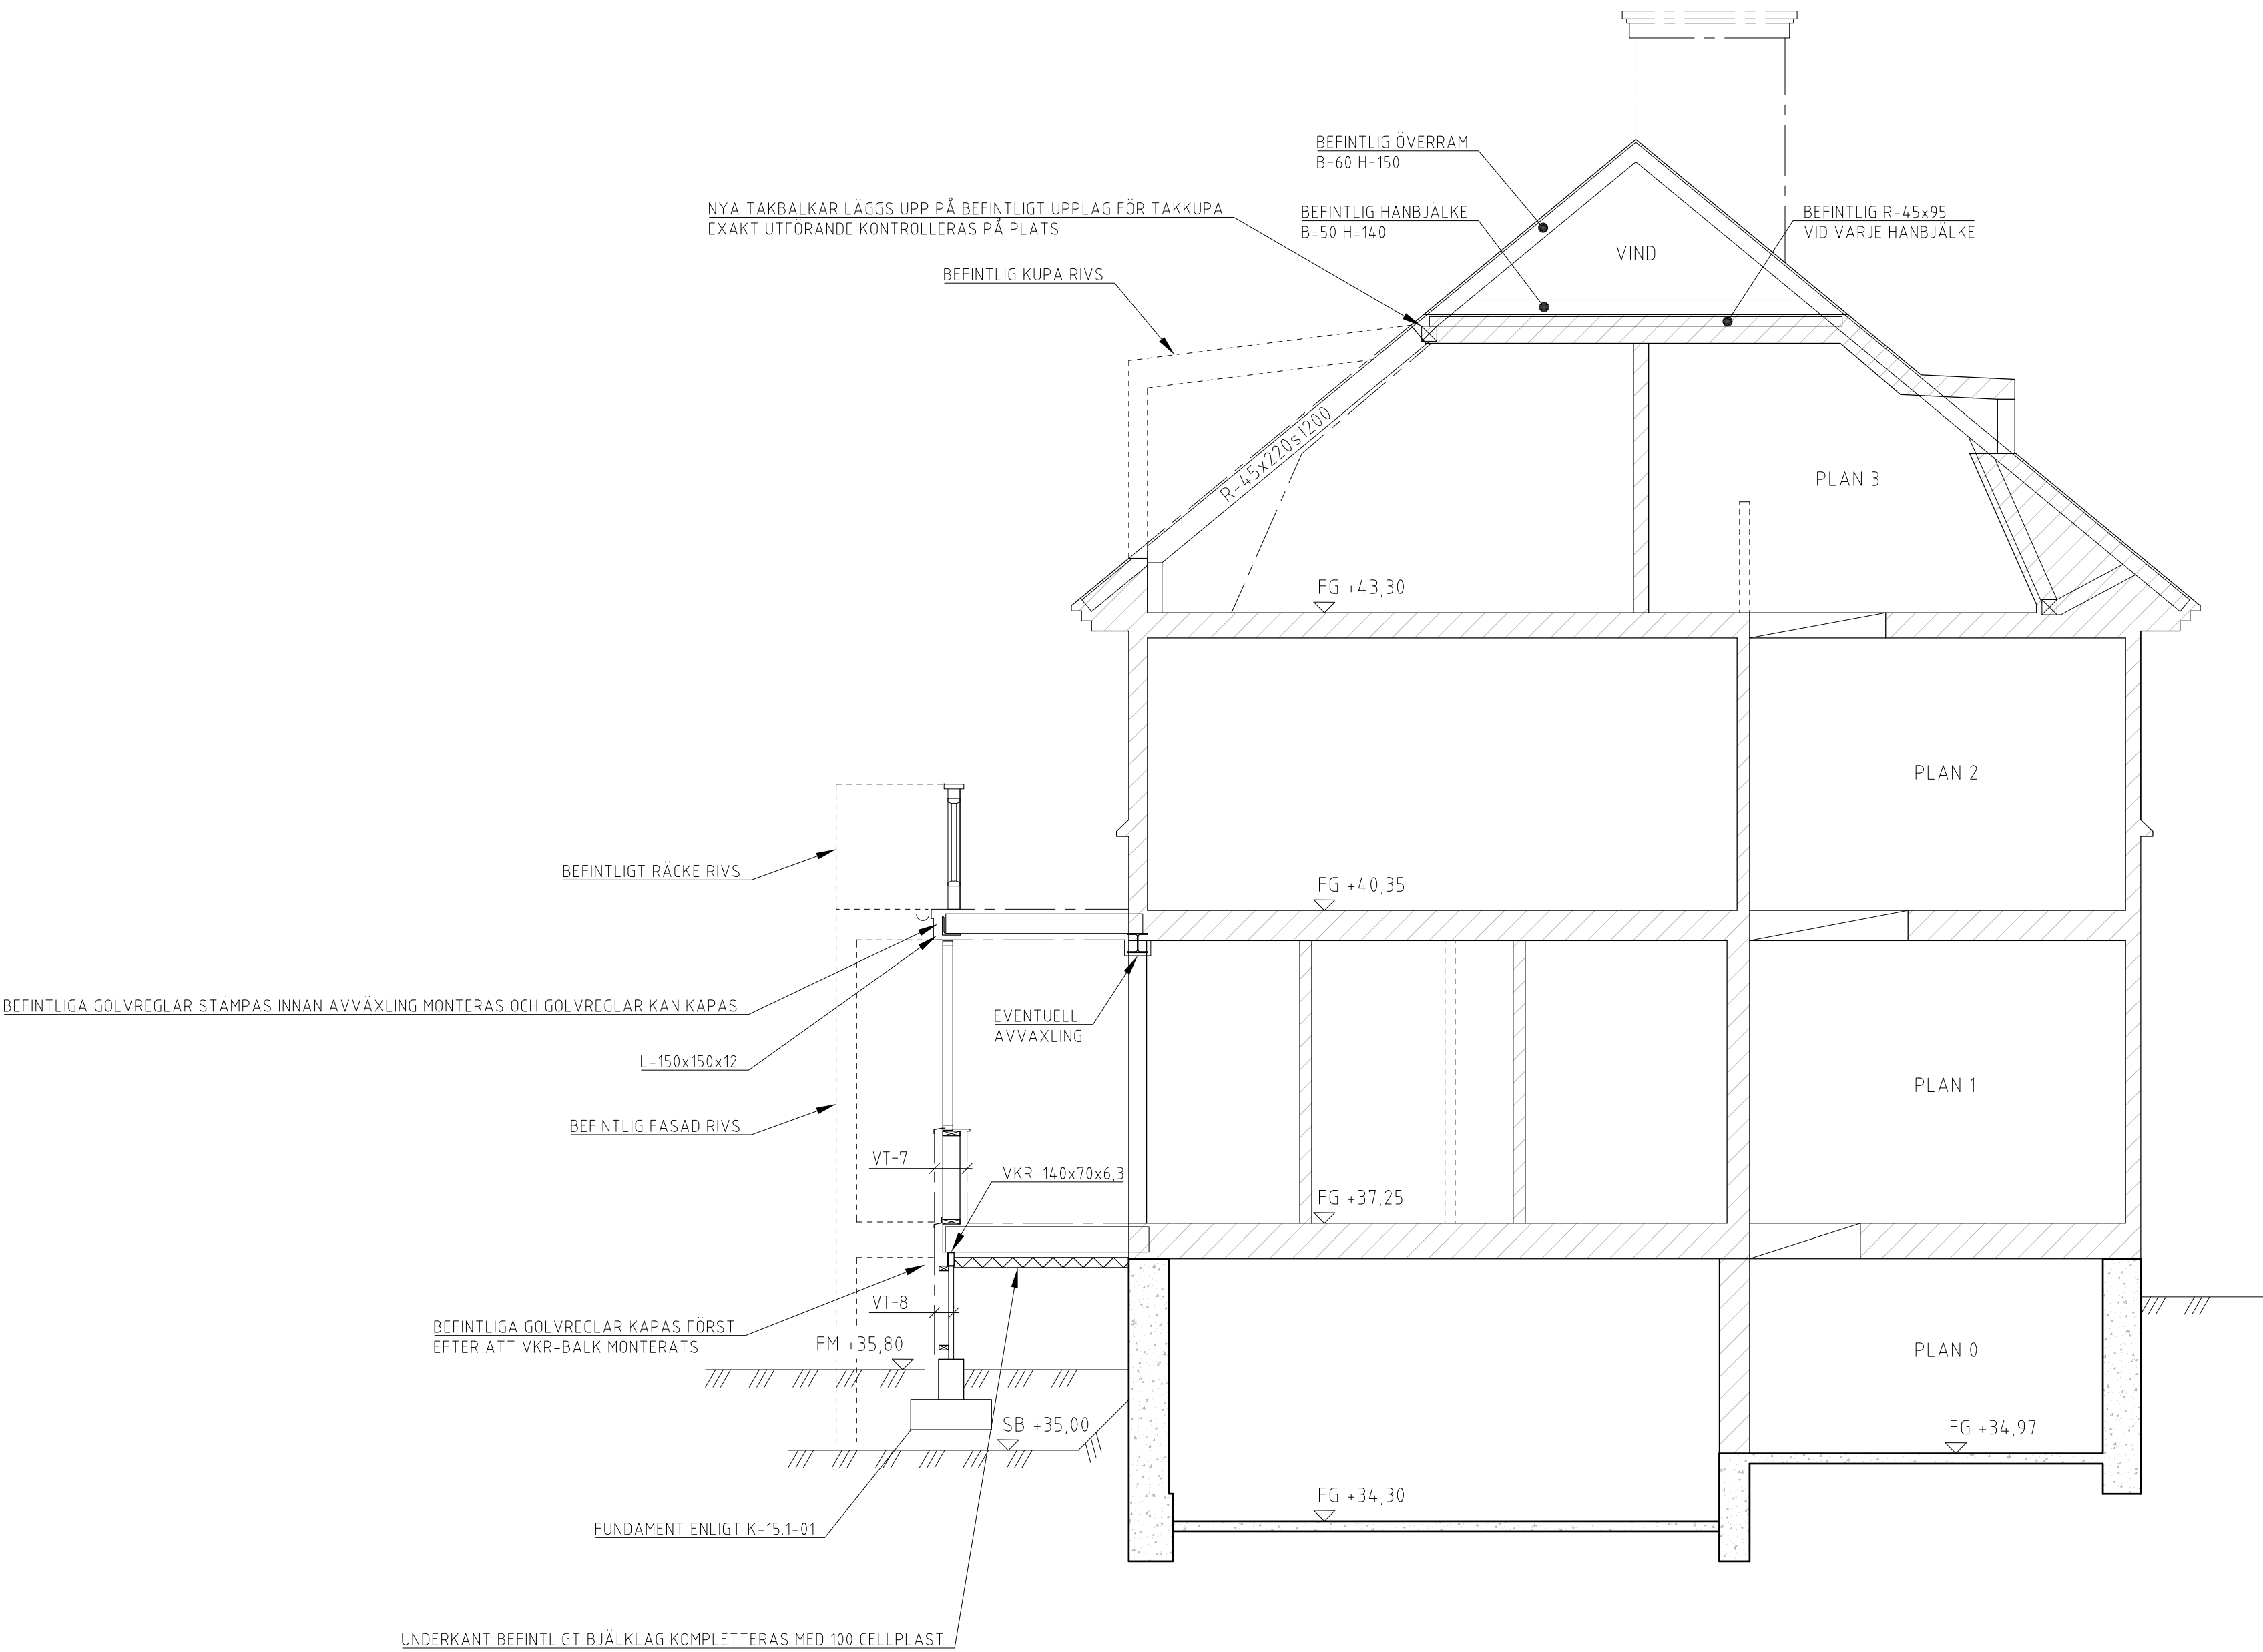 BEFINTLIG ÖVERRAM
B=60 H=150
NYA TAKBALKAR LÄGGS UPP PÅ BEFINTLIGT UPPLAG FÖR TAKKUPA
EXAKT UTFÖRANDE KONTROLLERAS PÅ PLATS
BEFINTLIG HANBJÄLKE
B=50 H=140
BEFINTLIG R-45x95
VID VARJE HANBJÄLKE
VIND
BEFINTLIG KUPA RIVS
R-45x220s1200
PLAN 3
FG +43,30
PLAN 2
BEFINTLIGT RÄCKE RIVS
FG +40,35
BEFINTLIGA GOLVREGLAR STÄMPAS INNAN AVVÄXLING MONTERAS OCH GOLVREGLAR KAN KAPAS
EVENTUELL
AVVÄXLING
L-150x150x12
PLAN 1
BEFINTLIG FASAD RIVS
VT-7
VKR-140x70x6,3
FG +37,25
VT-8
BEFINTLIGA GOLVREGLAR KAPAS FÖRST
EFTER ATT VKR-BALK MONTERATS
FM +35,80
PLAN 0
SB +35,00
FG +34,97
FG +34,30
FUNDAMENT ENLIGT K-15.1-01
UNDERKANT BEFINTLIGT BJÄLKLAG KOMPLETTERAS MED 100 CELLPLAST